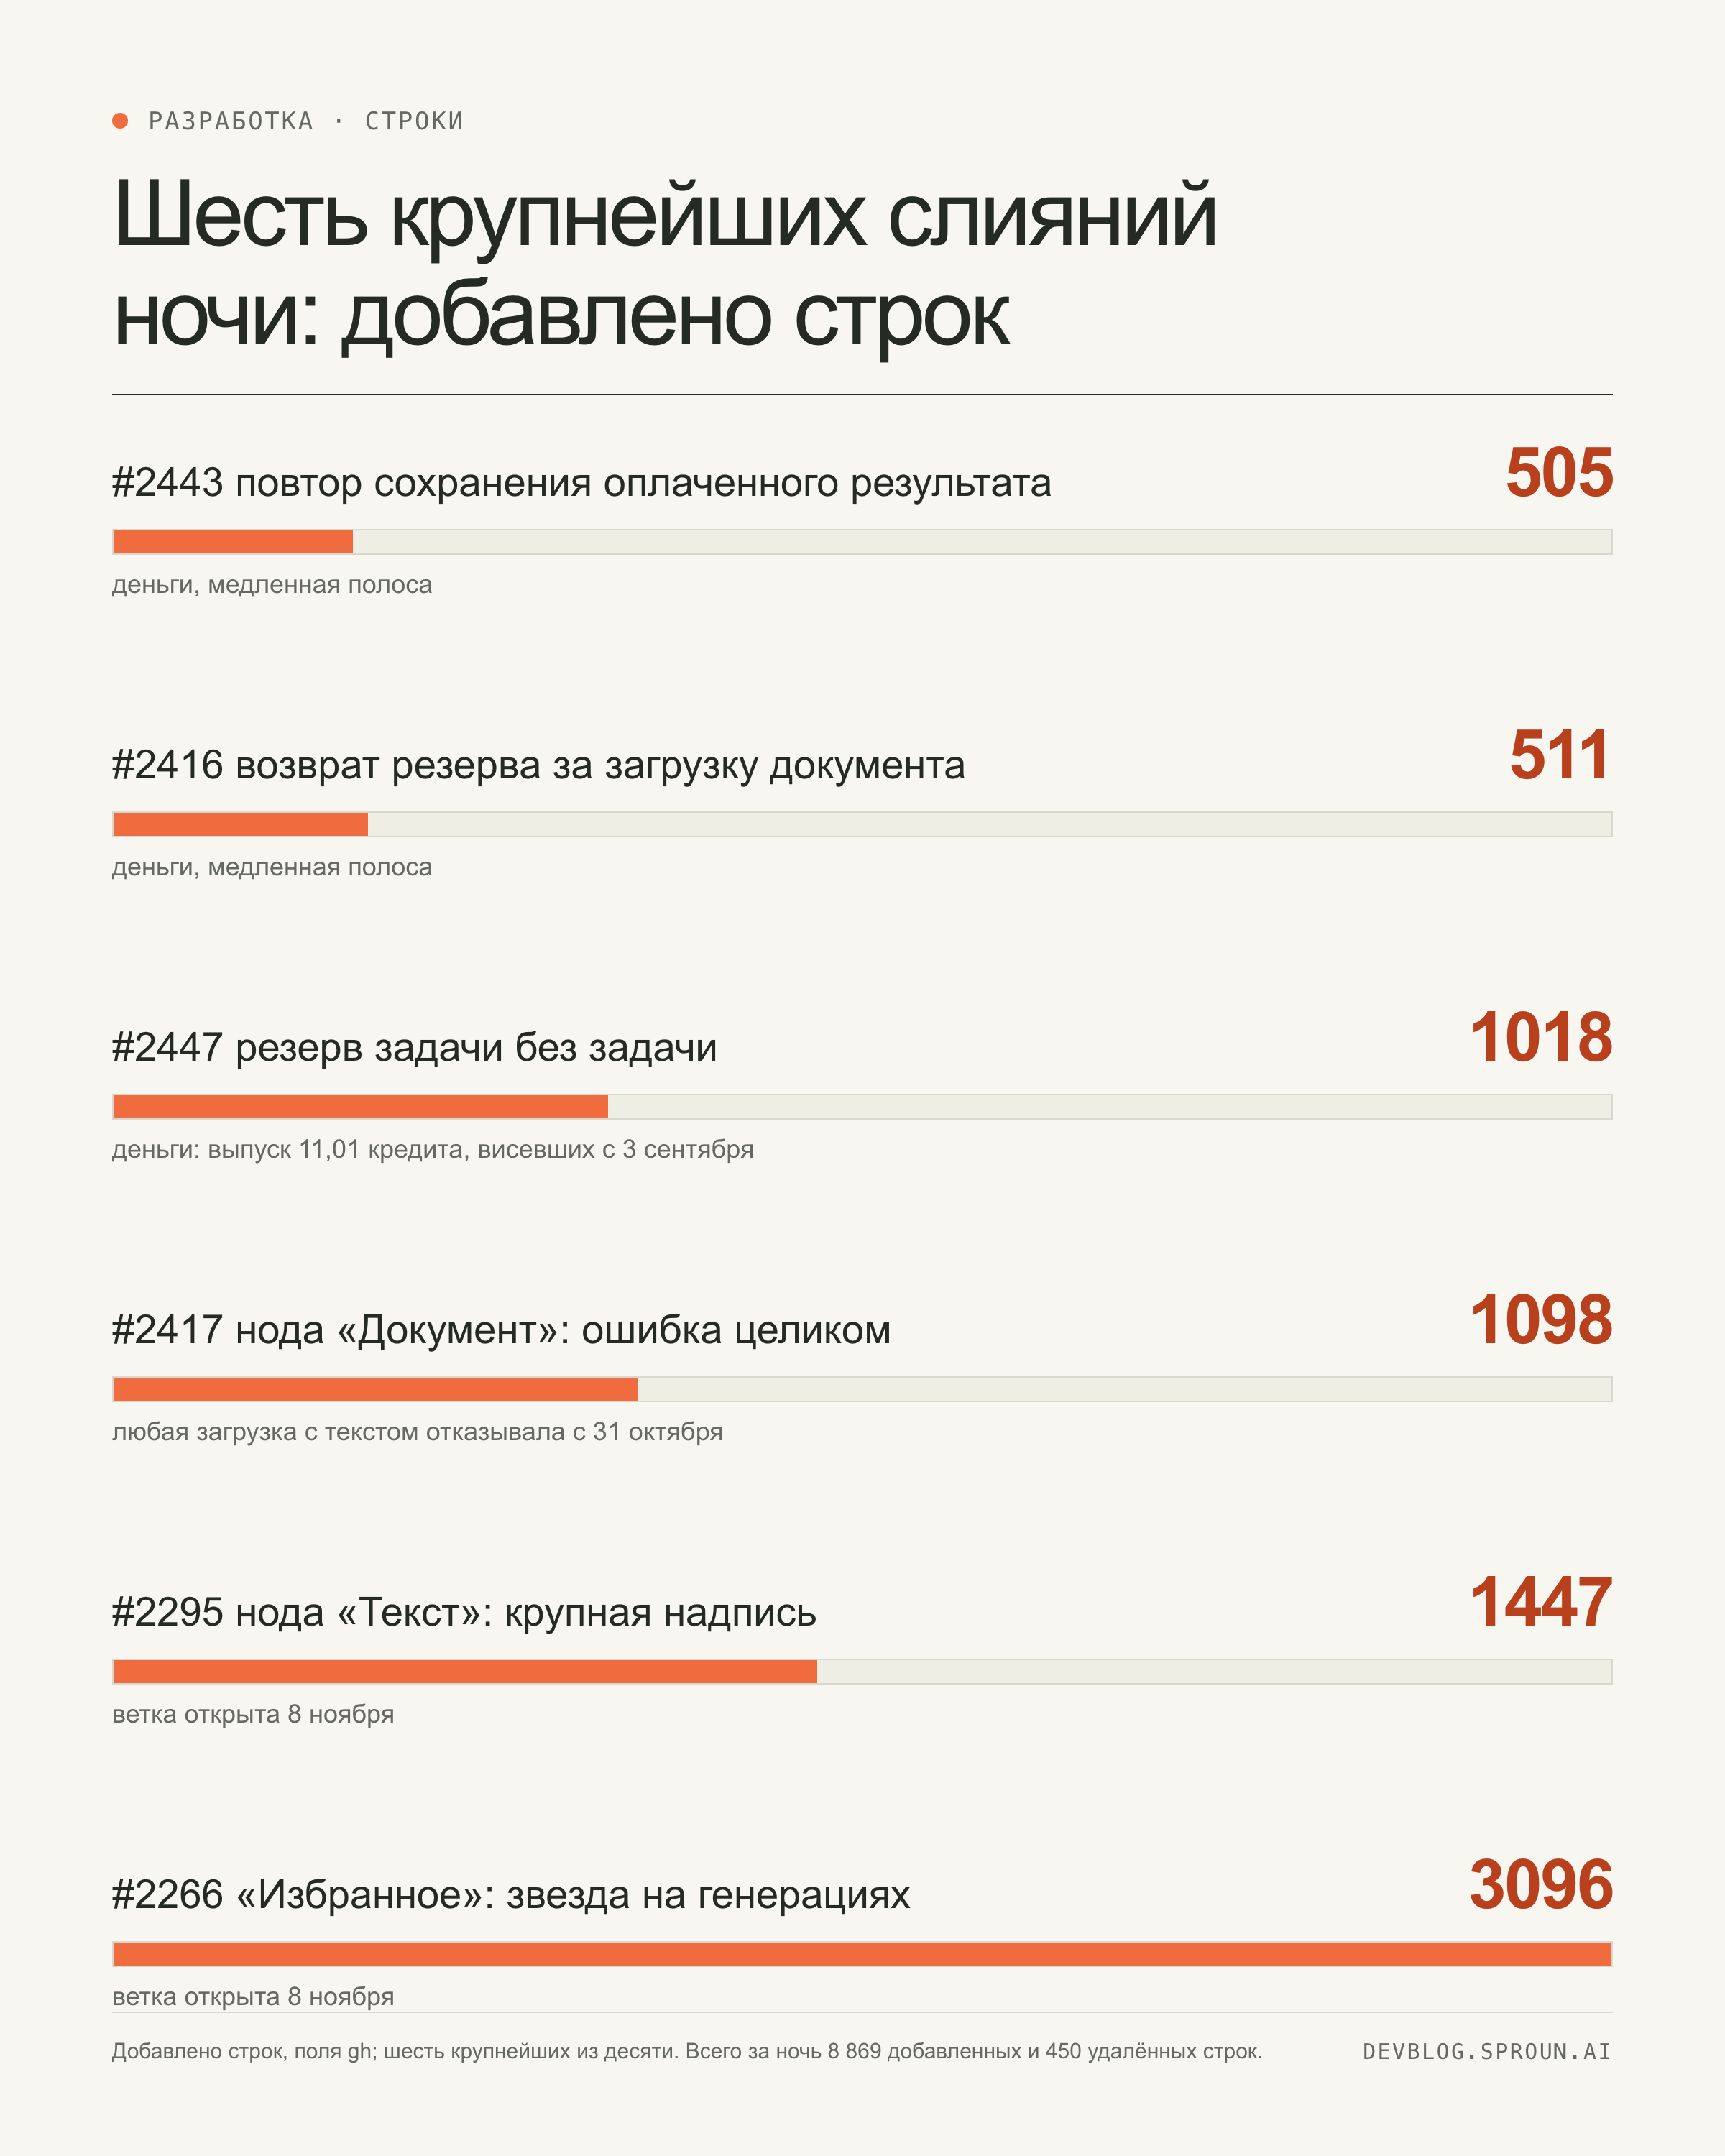 РАЗРАБОТКА · СТРОКИ
Шесть крупнейших слияний
ночи: добавлено строк
#2443 повтор сохранения оплаченного результата
505
деньги, медленная полоса
#2416 возврат резерва за загрузку документа
511
деньги, медленная полоса
#2447 резерв задачи без задачи
1018
деньги: выпуск 11,01 кредита, висевших с 3 сентября
#2417 нода «Документ»: ошибка целиком
1098
любая загрузка с текстом отказывала с 31 октября
#2295 нода «Текст»: крупная надпись
1447
ветка открыта 8 ноября
#2266 «Избранное»: звезда на генерациях
3096
ветка открыта 8 ноября
Добавлено строк, поля gh; шесть крупнейших из десяти. Всего за ночь 8 869 добавленных и 450 удалённых строк.
DEVBLOG.SPROUN.AI